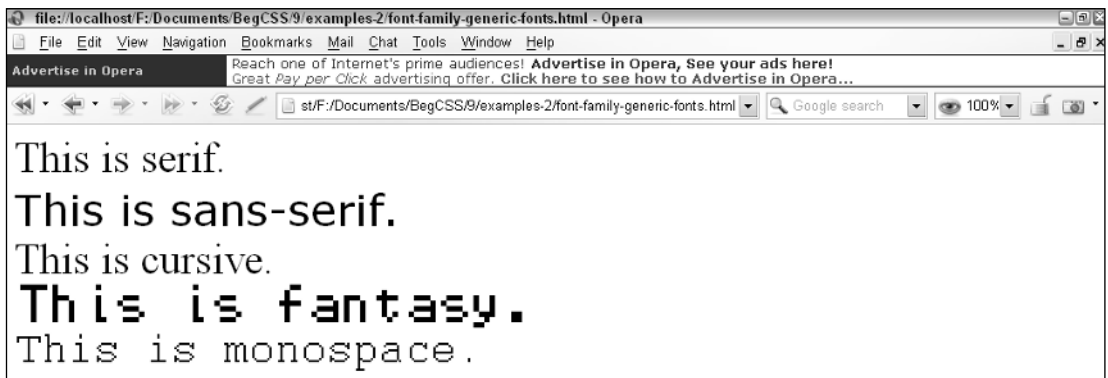 file://localhost/F:/Documents/BegCSS/9/examples-2/font-family-generic-fonts.html - Opera
File Edit View Navigation Bookmarks Mail Chat Tools Window Help
Advertise in Opera
Reach one of Internet's prime audiences! Advertise in Opera, See your ads here!
Great Pay per Click advertising offer. Click here to see how to Advertise in Opera...
st/F:/Documents/BegCSS/9/examples-2/font-family-generic-fonts.html Google search 100%
This is serif.
This is sans-serif.
This is cursive.
This is fantasy.
This is monospace.